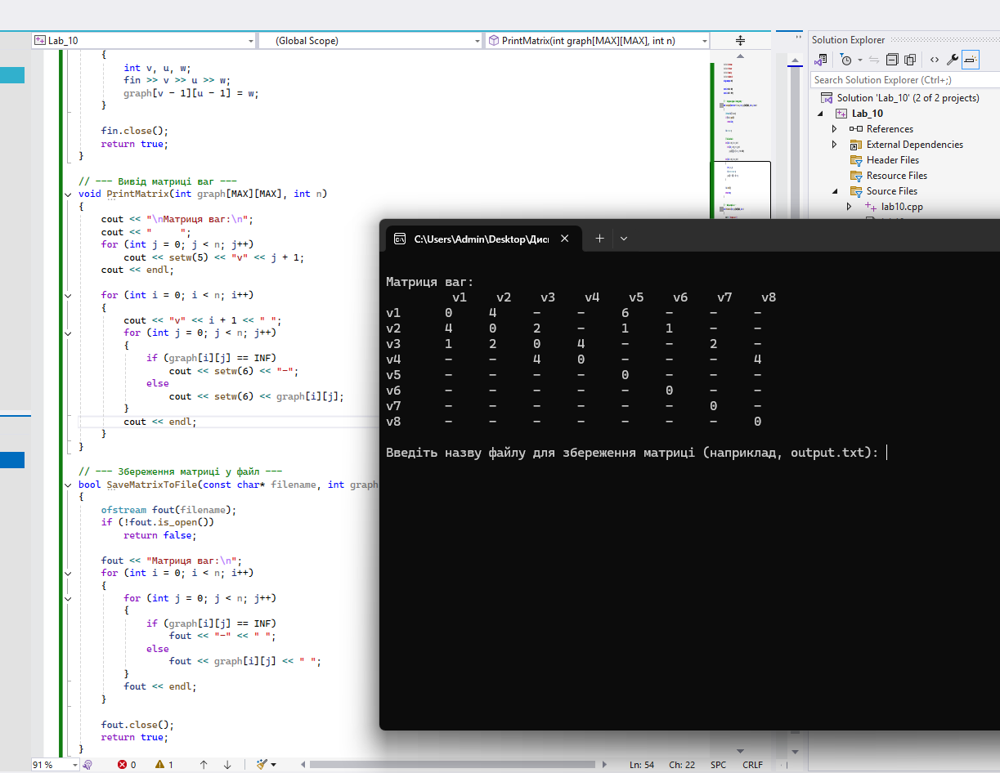 Lab_10
(Global Scope)
PrintMatrix(int graph[MAX][MAX], int n)
{
int v, u, w;
fin >> v >> u >> w;
graph[v - 1][u - 1] = w;
}
fin.close();
return true;
}
// --- Вивід матриці ваг ---
void PrintMatrix(int graph[MAX][MAX], int n)
{
cout << "\nМатриця ваг:\n";
cout << "     ";
for (int j = 0; j < n; j++)
cout << setw(5) << "v" << j + 1;
cout << endl;
for (int i = 0; i < n; i++)
{
cout << "v" << i + 1 << " ";
for (int j = 0; j < n; j++)
{
if (graph[i][j] == INF)
cout << setw(6) << "-";
else
cout << setw(6) << graph[i][j];
}
cout << endl;
}
}
// --- Збереження матриці у файл ---
bool SaveMatrixToFile(const char* filename, int graph
{
ofstream fout(filename);
if (!fout.is_open())
return false;
fout << "Матриця ваг:\n";
for (int i = 0; i < n; i++)
{
for (int j = 0; j < n; j++)
{
if (graph[i][j] == INF)
fout << "-" << " ";
else
fout << graph[i][j] << " ";
}
fout << endl;
}
fout.close();
return true;
}
91 %
0
1
Ln: 54
Ch: 22
SPC
CRLF
Solution Explorer
Search Solution Explorer (Ctrl+;)
Solution 'Lab_10' (2 of 2 projects)
Lab_10
References
External Dependencies
Header Files
Resource Files
Source Files
lab10.cpp
C:\Users\Admin\Desktop\Дис
Матриця ваг:
v1 v2 v3 v4 v5 v6 v7 v8
v1 0 4 - - 6 - - -
v2 4 0 2 - 1 1 - -
v3 1 2 0 4 - - 2 -
v4 - - 4 0 - - - 4
v5 - - - - 0 - - -
v6 - - - - - 0 - -
v7 - - - - - - 0 -
v8 - - - - - - - 0
Введіть назву файлу для збереження матриці (наприклад, output.txt):